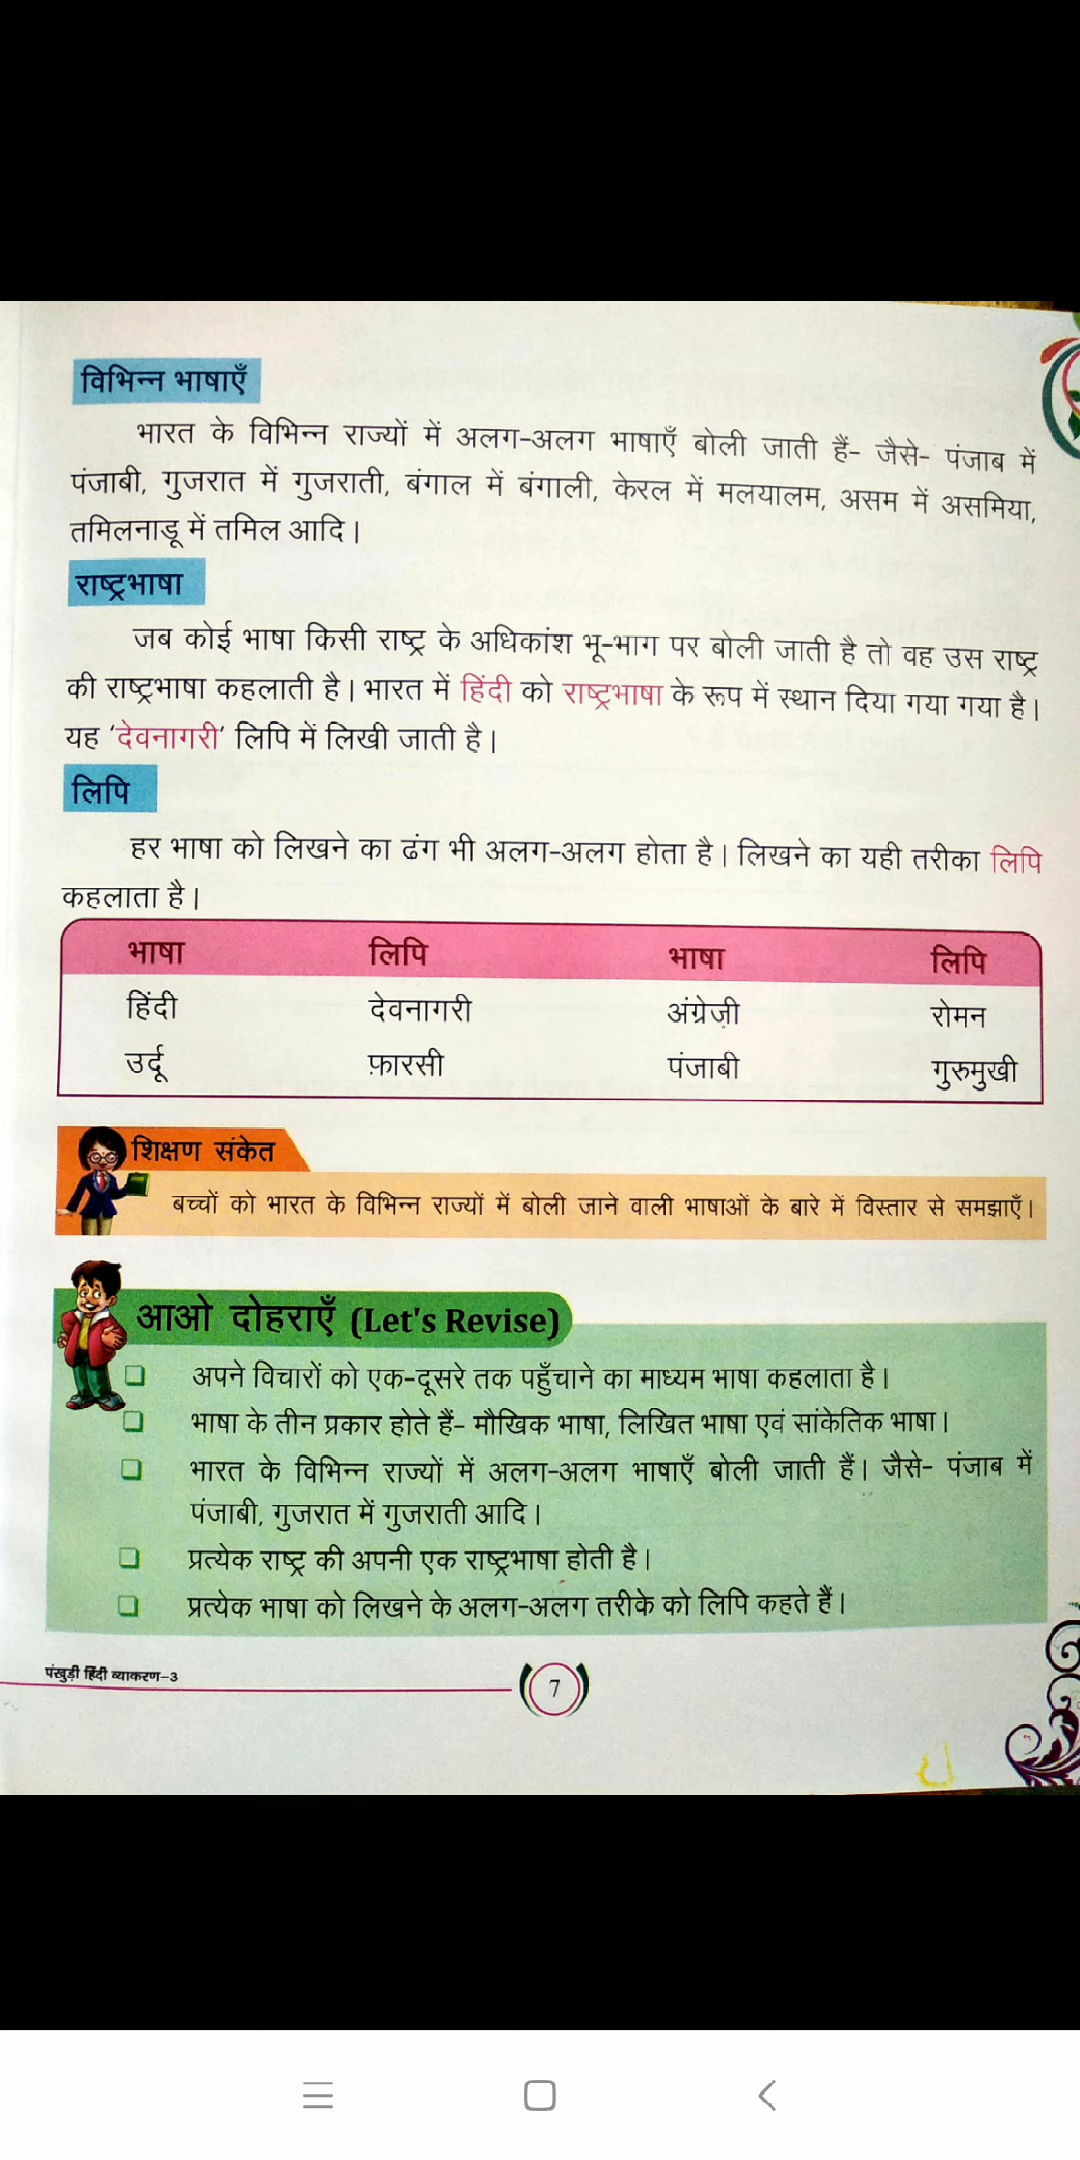 विभिन्न भाषाएँ
भारत के विभिन्न राज्यों में अलग-अलग भाषाएँ बोली जाती हैं- जैसे- पंजाब में
पंजाबी, गुजरात में गुजराती, बंगाल में बंगाली, केरल में मलयालम, असम में असमिया,
तमिलनाडू में तमिल आदि।
राष्ट्रभाषा
जब कोई भाषा किसी राष्ट्र के अधिकांश भू-भाग पर बोली जाती है तो वह उस राष्ट्र
की राष्ट्रभाषा कहलाती है। भारत में हिंदी को राष्ट्रभाषा के रूप में स्थान दिया गया गया है।
यह ‘देवनागरी’ लिपि में लिखी जाती है।
लिपि
हर भाषा को लिखने का ढंग भी अलग-अलग होता है। लिखने का यही तरीका लिपि
कहलाता है।
भाषा लिपि भाषा लिपि
हिंदी देवनागरी अंग्रेज़ी रोमन
उर्दू फ़ारसी पंजाबी गुरुमुखी
शिक्षण संकेत
बच्चों को भारत के विभिन्न राज्यों में बोली जाने वाली भाषाओं के बारे में विस्तार से समझाएँ।
आओ दोहराएँ (Let's Revise)
अपने विचारों को एक-दूसरे तक पहुँचाने का माध्यम भाषा कहलाता है।
भाषा के तीन प्रकार होते हैं- मौखिक भाषा, लिखित भाषा एवं सांकेतिक भाषा।
भारत के विभिन्न राज्यों में अलग-अलग भाषाएँ बोली जाती हैं। जैसे- पंजाब में
पंजाबी, गुजरात में गुजराती आदि।
प्रत्येक राष्ट्र की अपनी एक राष्ट्रभाषा होती है।
प्रत्येक भाषा को लिखने के अलग-अलग तरीके को लिपि कहते हैं।
पंखुड़ी हिंदी व्याकरण-3
7